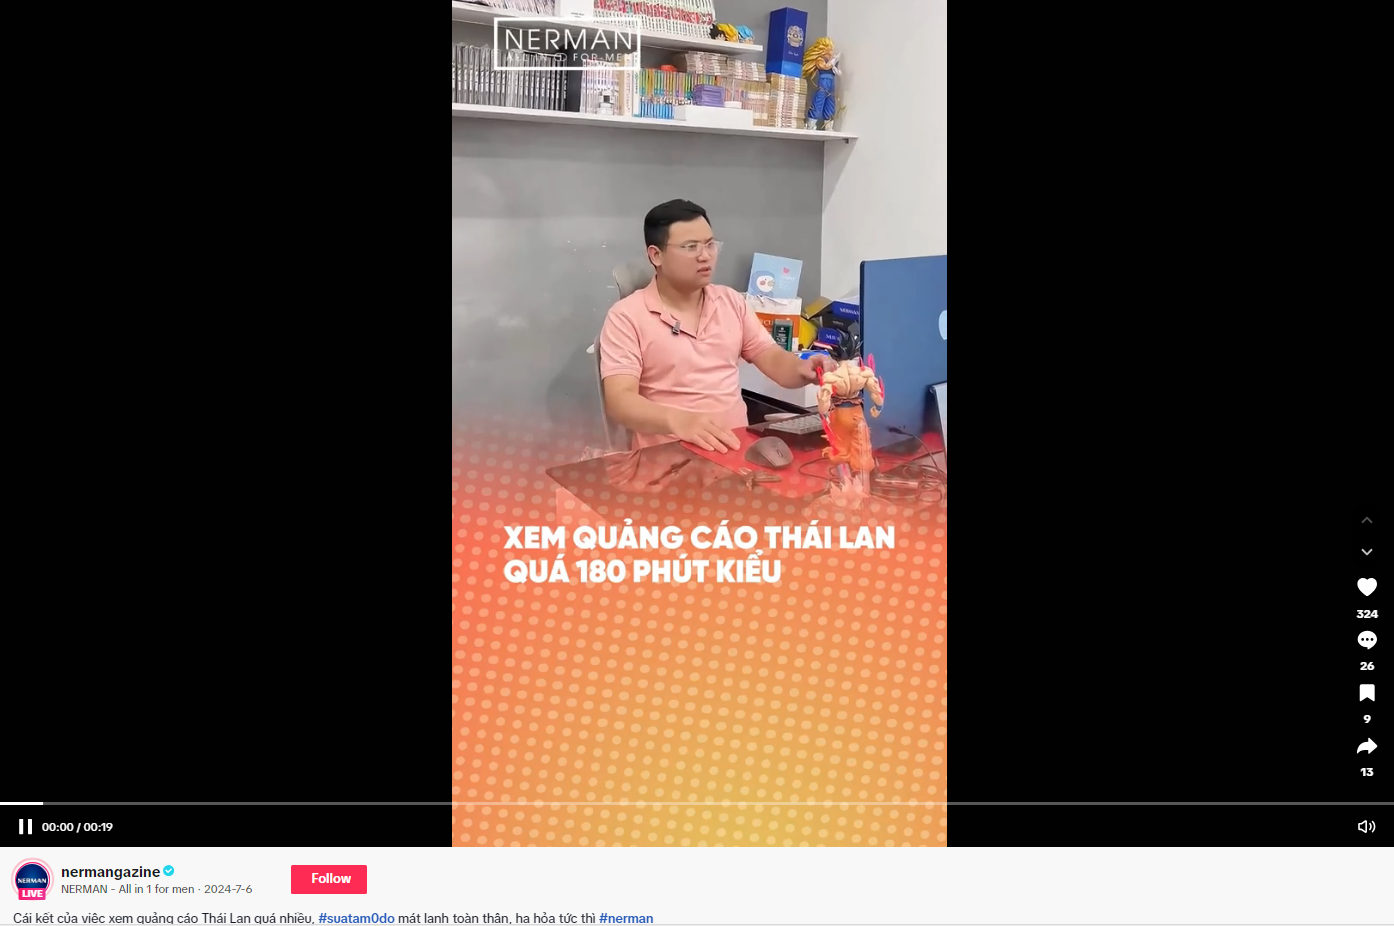 NERMAN
ALL IN 1 FOR MEN
XEM QUẢNG CÁO THÁI LAN
QUÁ 180 PHÚT KIỂU
324
26
9
13
00:00 / 00:19
nermangazine
NERMAN - All in 1 for men · 2024-7-6
Follow
NERMAN
LIVE
Cái kết của việc xem quảng cáo Thái Lan quá nhiều, #suatam0do mát lạnh toàn thân, hạ hỏa tức thì #nerman